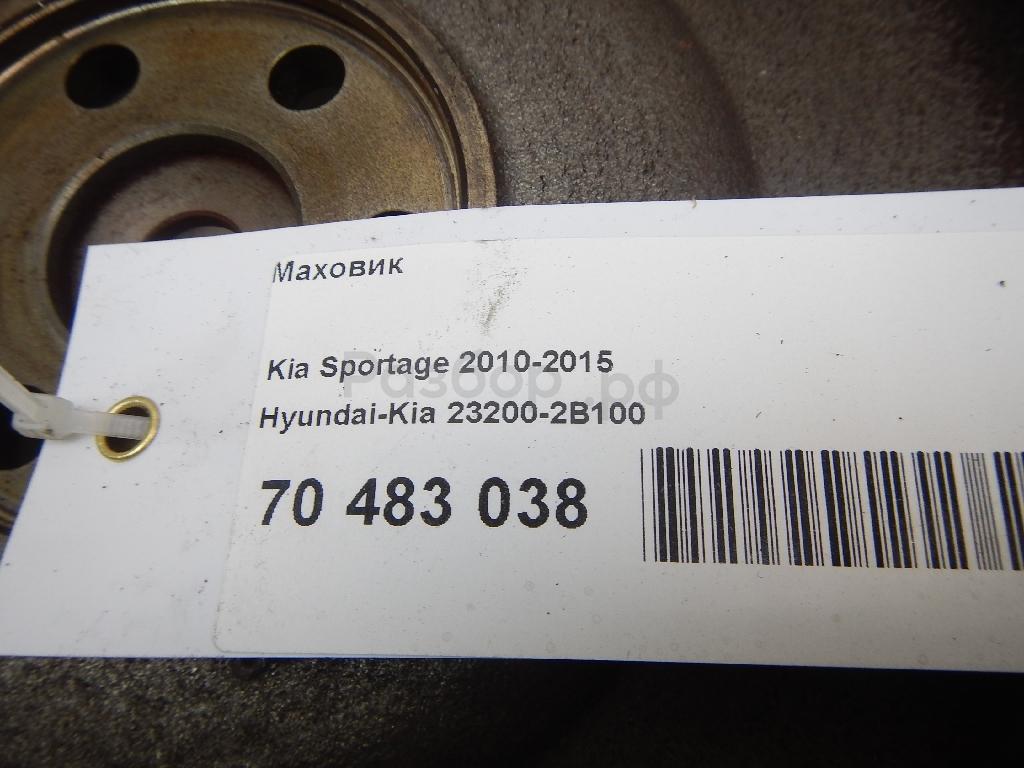 Маховик
Kia Sportage 2010-2015
Разбор.рф
Hyundai-Kia 23200-2B100
70 483 038